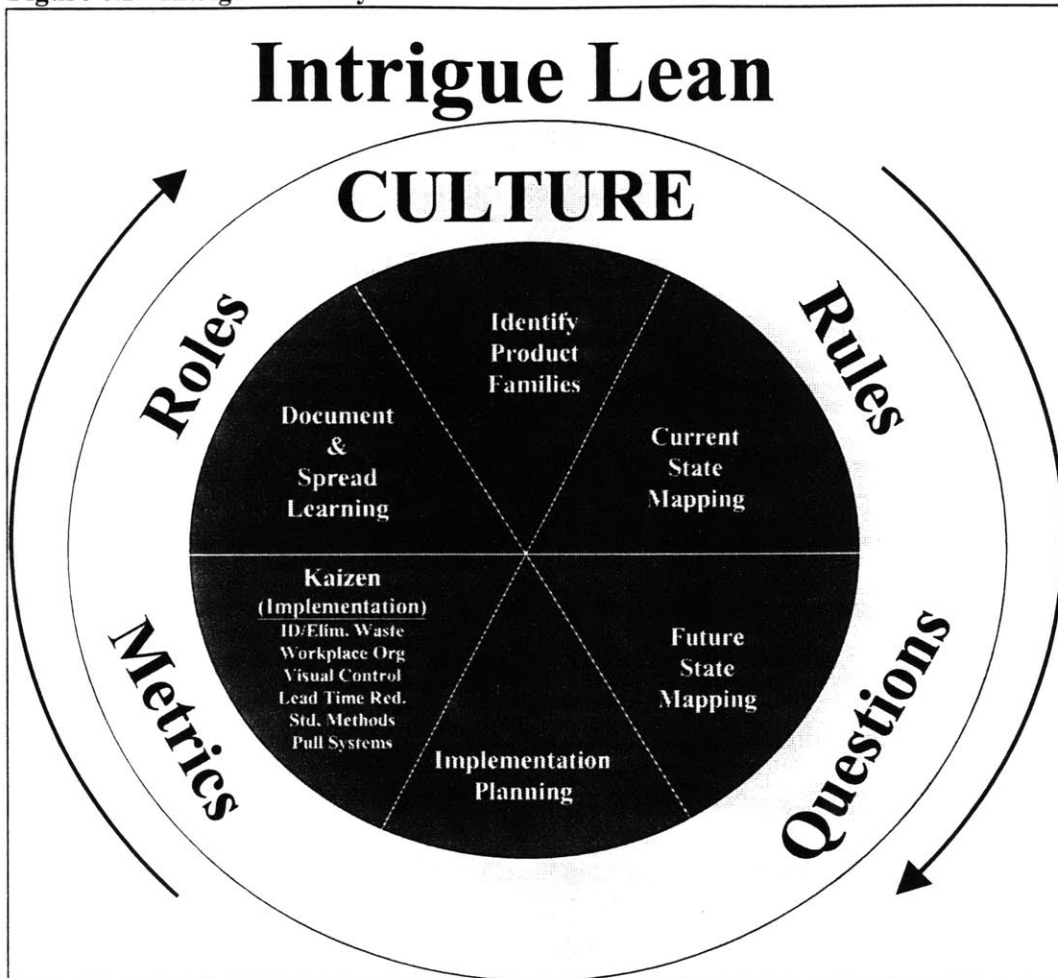 Intrigue Lean
CULTURE
Roles
Rules
Metrics
Questions
Identify
Product
Families
Current
State
Mapping
Future
State
Mapping
Implementation
Planning
Kaizen
(Implementation)
ID/Elim. Waste
Workplace Org
Visual Control
Lead Time Red.
Std. Methods
Pull Systems
Document
&
Spread
Learning